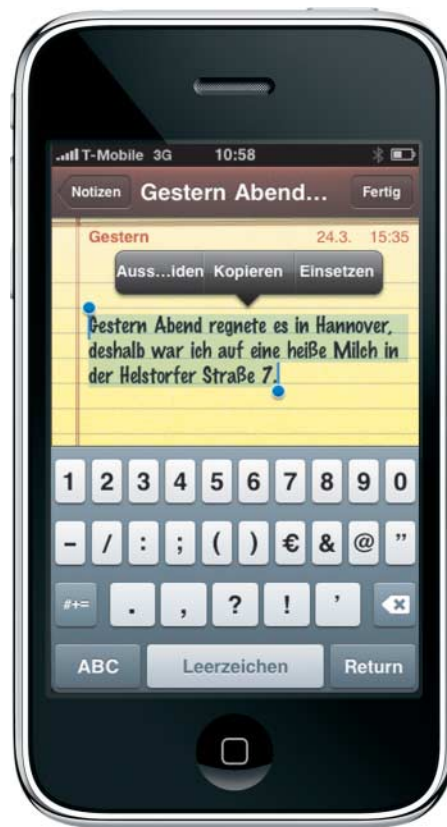 T-Mobile 3G 10:58
Notizen Gestern Abend... Fertig
Gestern 24.3. 15:35
Auss...iden Kopieren Einsetzen
Gestern Abend regnete es in Hannover,
deshalb war ich auf eine heiße Milch in
der Helstorfer Straße 7.
1 2 3 4 5 6 7 8 9 0
- / : ; ( ) € & @ "
#+= . , ? ! '
ABC Leerzeichen Return